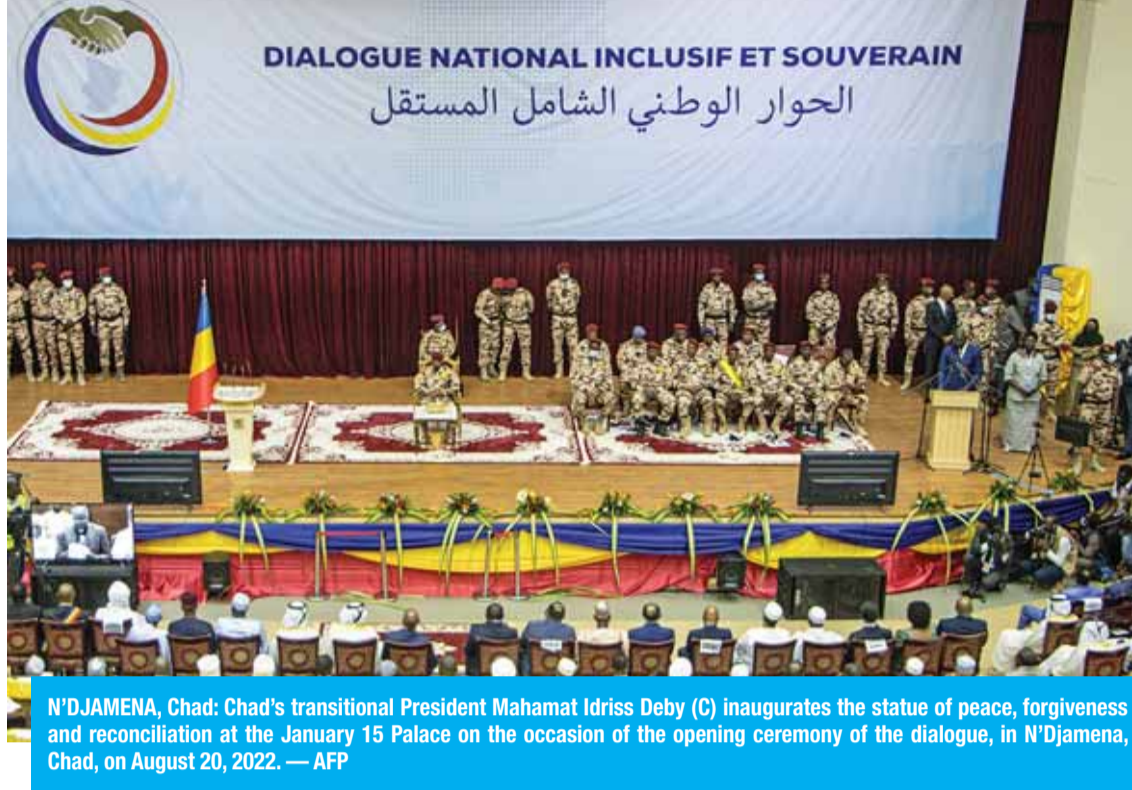 DIALOGUE NATIONAL INCLUSIF ET SOUVERAIN
الحوار الوطني الشامل المستقل
N’DJAMENA, Chad: Chad’s transitional President Mahamat Idriss Deby (C) inaugurates the statue of peace, forgiveness
and reconciliation at the January 15 Palace on the occasion of the opening ceremony of the dialogue, in N’Djamena,
Chad, on August 20, 2022. — AFP